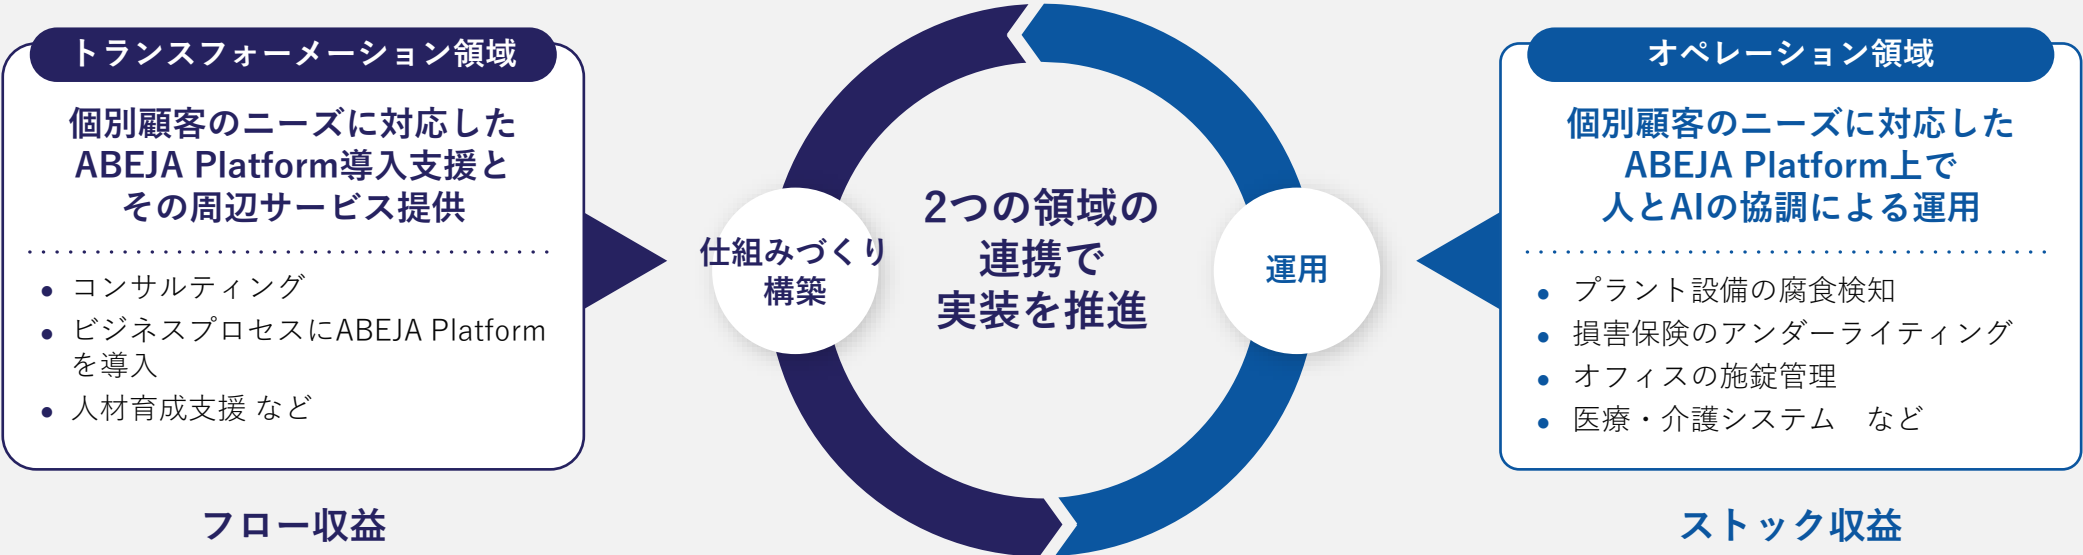 トランスフォーメーション領域
個別顧客のニーズに対応した
ABEJA Platform導入支援と
その周辺サービス提供
● コンサルティング
● ビジネスプロセスにABEJA Platform
を導入
● 人材育成支援 など
フロー収益
仕組みづくり
構築
2つの領域の
連携で
実装を推進
運用
オペレーション領域
個別顧客のニーズに対応した
ABEJA Platform上で
人とAIの協調による運用
● プラント設備の腐食検知
● 損害保険のアンダーライティング
● オフィスの施錠管理
● 医療・介護システム　など
ストック収益